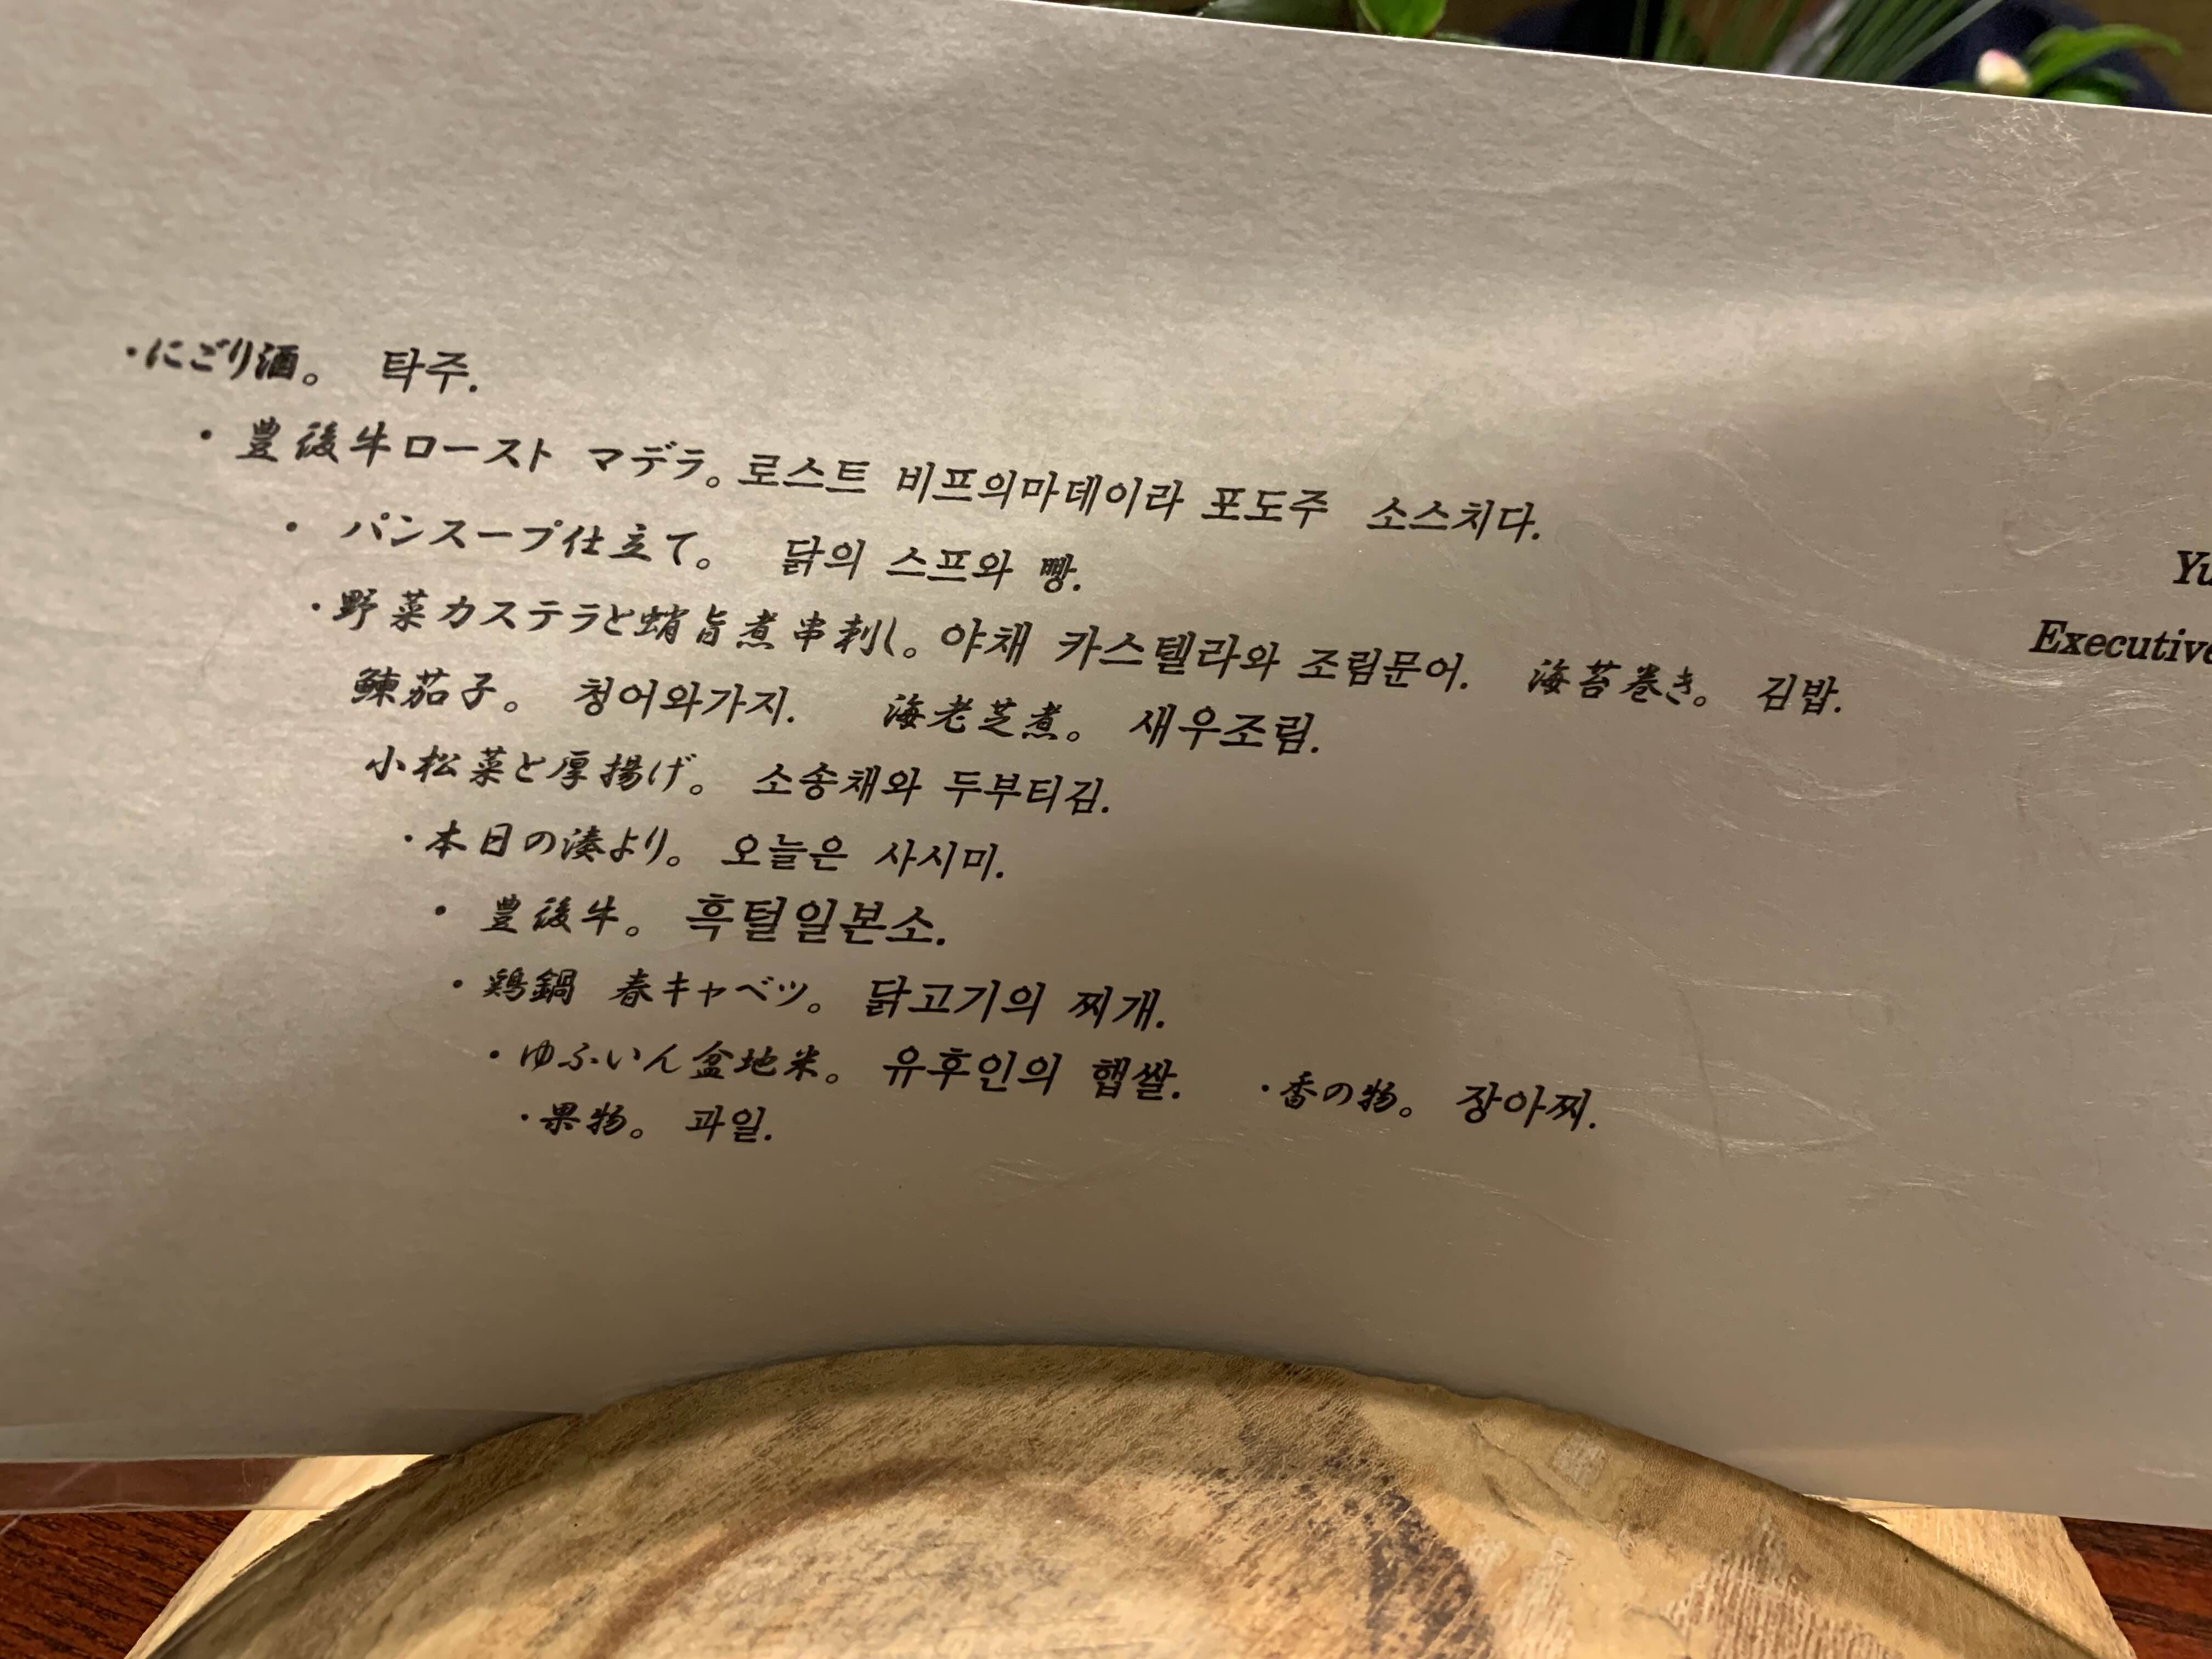 ・にごり酒。 탁주.
・ 豊後牛ロースト マデラ。로스트 비프의마데이라 포도주 소스치다.
・ パンスープ仕立て。 닭의 스프와 빵.
・野菜カステラと蛸旨煮串刺し。야채 카스텔라와 조림문어. 海苔巻き。 김밥.
鰊茄子。 청어와가지. 海老芝煮。 새우조림.
小松菜と厚揚げ。 소송채와 두부티김.
・本日の湊より。 오늘은 사시미.
・ 豊後牛。 흑털일본소.
・鶏鍋 春キャベツ。 닭고기의 찌개.
・ゆふいん盆地米。 유후인의 햅쌀. ・香の物。 장아찌.
・果物。 과일.
Yu
Executive